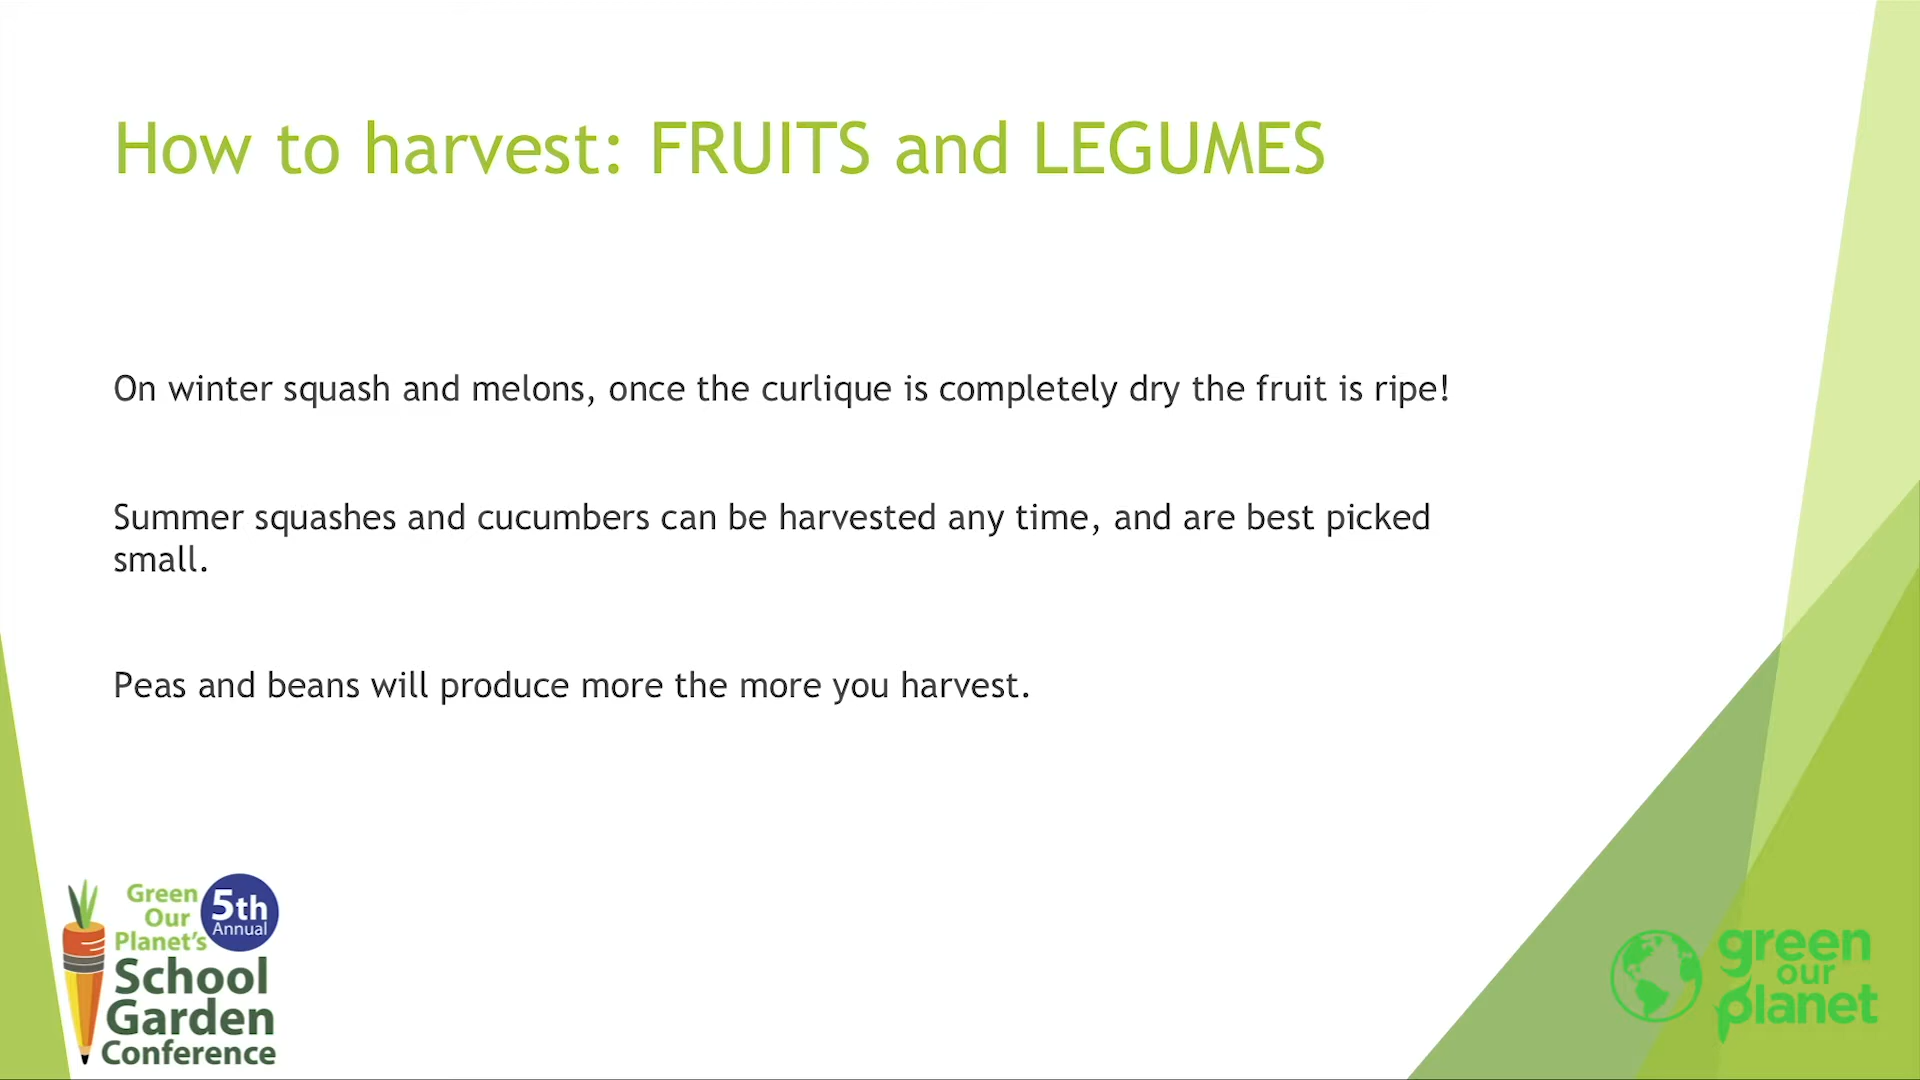 How to harvest: FRUITS and LEGUMES
On winter squash and melons, once the curlique is completely dry the fruit is ripe!
Summer squashes and cucumbers can be harvested any time, and are best picked
small.
Peas and beans will produce more the more you harvest.
Green
Our
Planet's
5th
Annual
School
Garden
Conference
green
our
planet